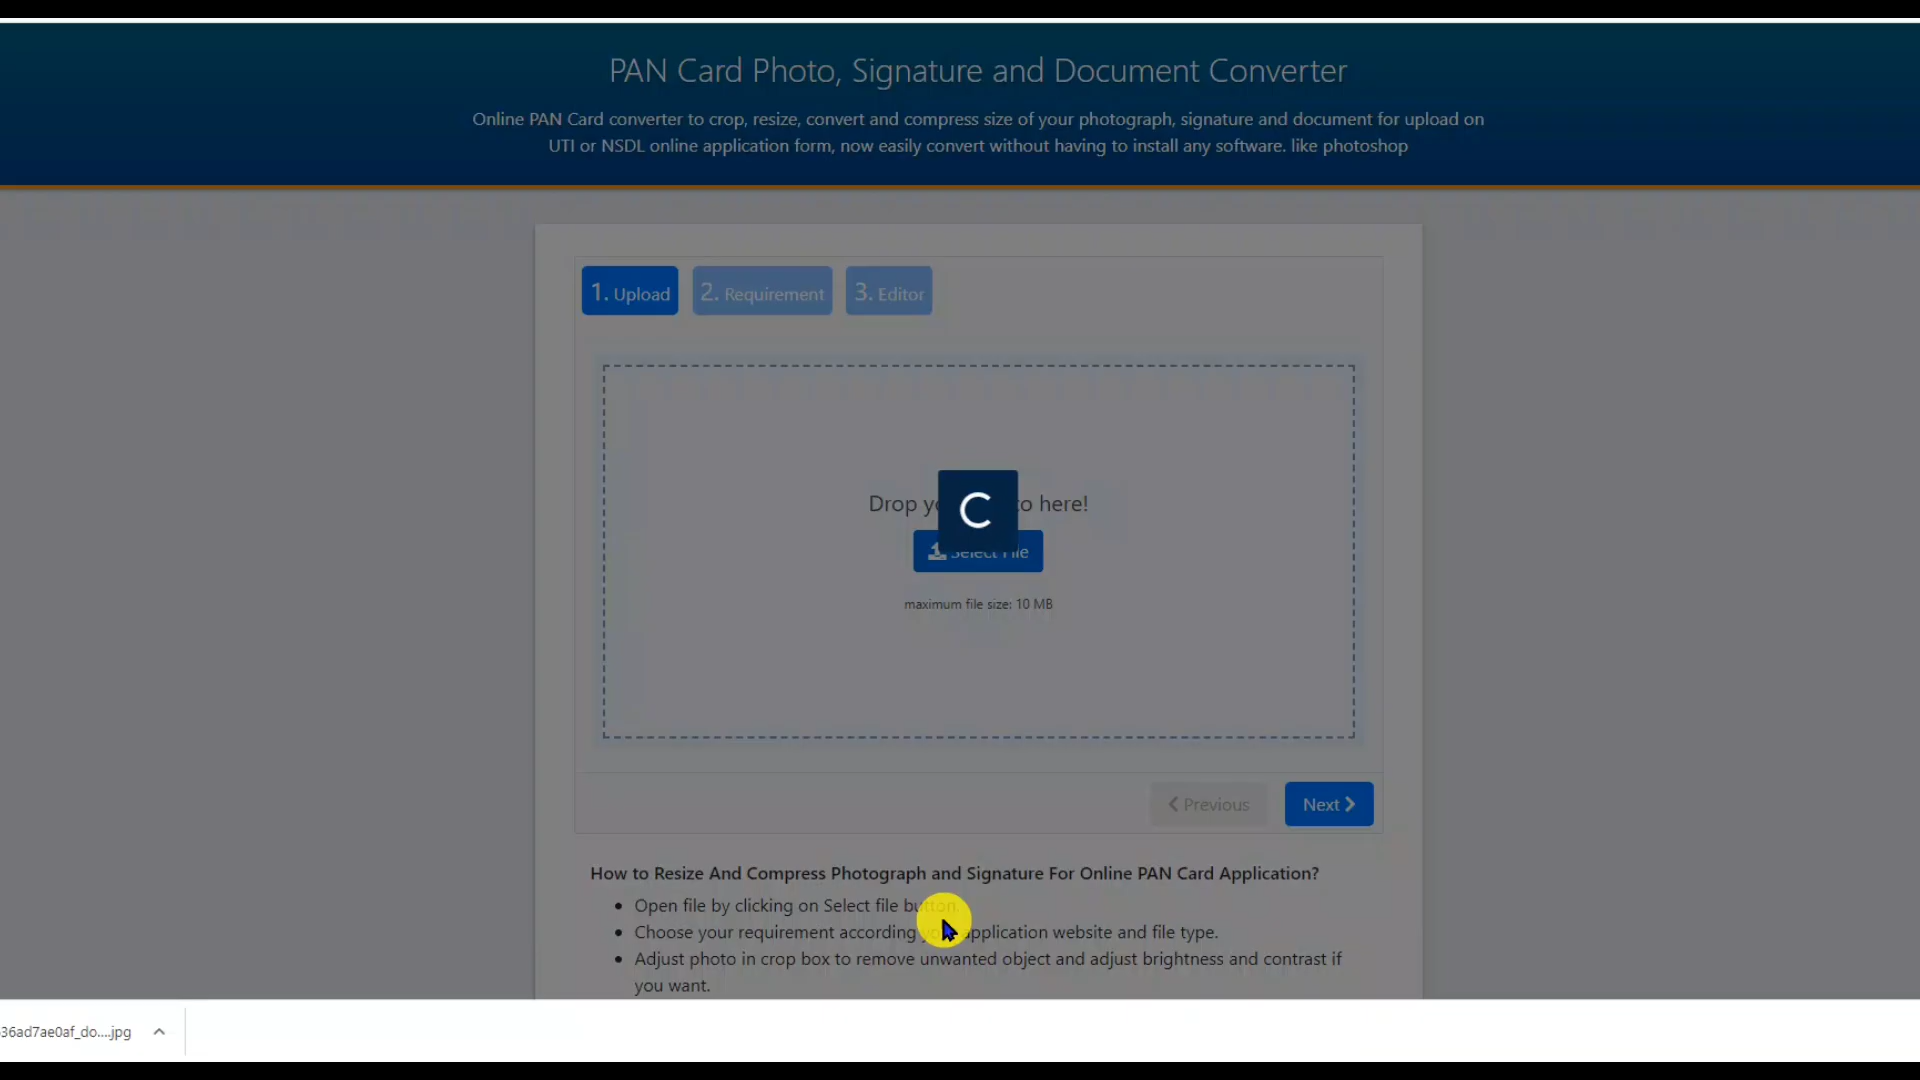 PAN Card Photo, Signature and Document Converter
Online PAN Card converter to crop, resize, convert and compress size of your photograph, signature and document for upload on
UTI or NSDL online application form, now easily convert without having to install any software. like photoshop
1. Upload 2. Requirement 3. Editor
Drop to here!
Select File
maximum file size: 10 MB
Previous Next
How to Resize And Compress Photograph and Signature For Online PAN Card Application?
Open file by clicking on Select file button.
Choose your requirement according application website and file type.
Adjust photo in crop box to remove unwanted object and adjust brightness and contrast if
you want.
36ad7ae0af_do....jpg